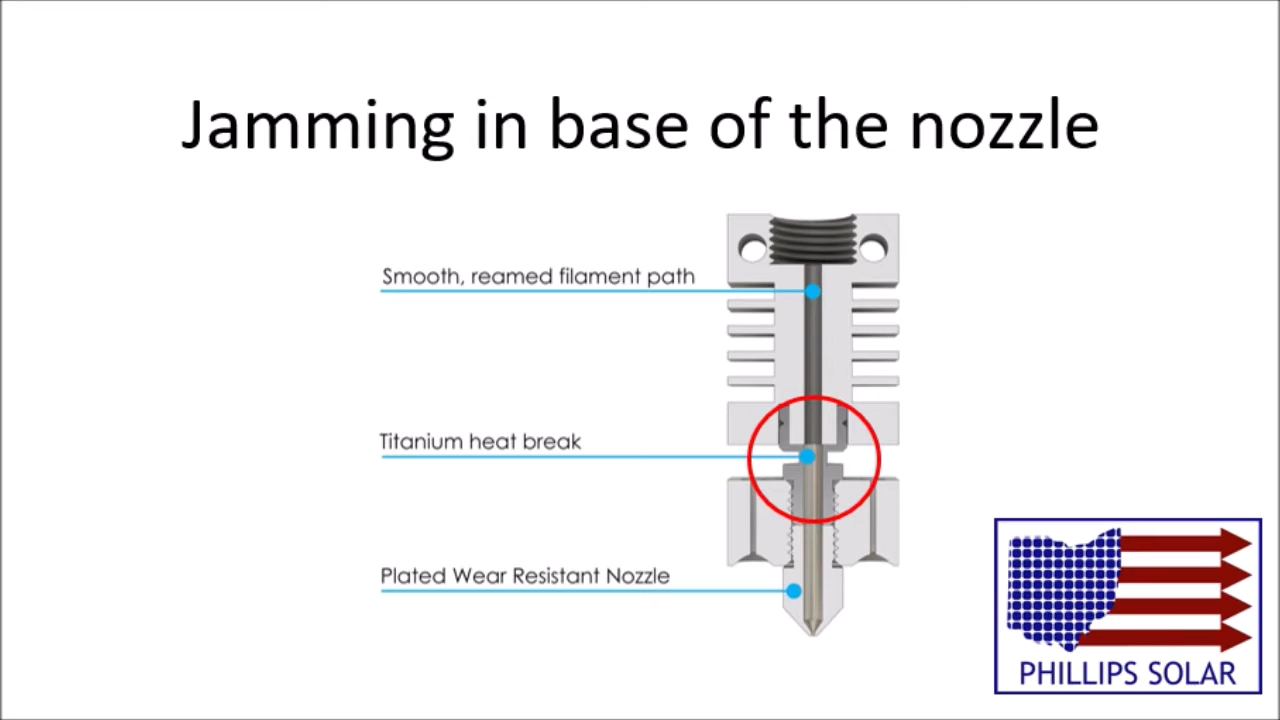 Jamming in base of the nozzle
Smooth, reamed filament path
Titanium heat break
Plated Wear Resistant Nozzle
PHILLIPS SOLAR